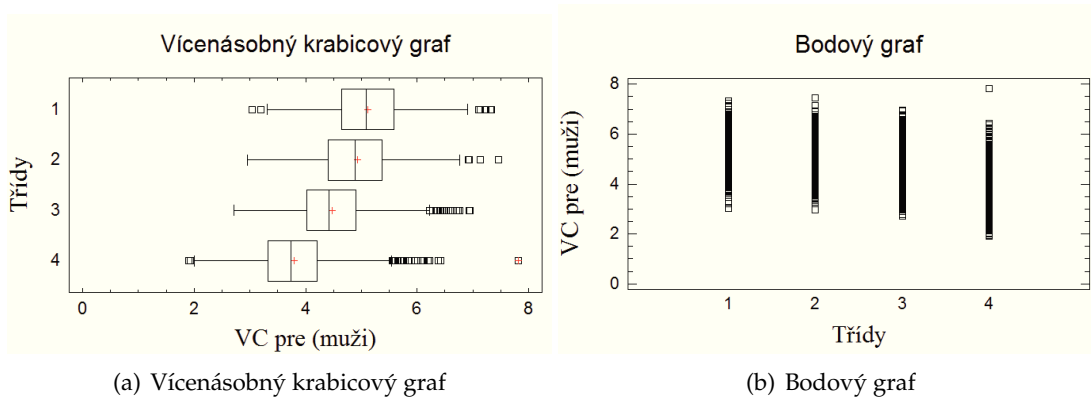 Vícenásobný krabicový graf
Třídy
1
2
3
4
0 2 4 6 8
VC pre (muži)
(a) Vícenásobný krabicový graf
Bodový graf
VC pre (muži)
8
6
4
2
0
1 2 3 4
Třídy
(b) Bodový graf